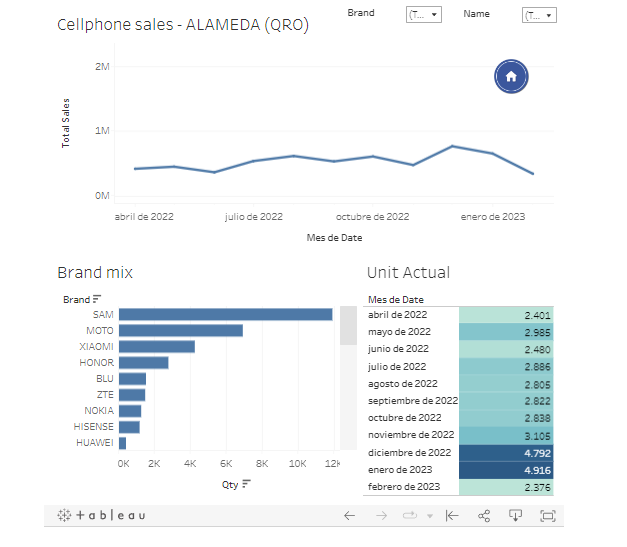 Brand
(T...
Name
(T...
Cellphone sales - ALAMEDA (QRO)
2M
1M
0M
Total Sales
abril de 2022
julio de 2022
octubre de 2022
enero de 2023
Mes de Date
Brand mix
Brand
SAM
MOTO
XIAOMI
HONOR
BLU
ZTE
NOKIA
HISENSE
HUAWEI
0K 2K 4K 6K 8K 10K 12K
Qty
Unit Actual
Mes de Date
abril de 2022 2.401
mayo de 2022 2.985
junio de 2022 2.480
julio de 2022 2.886
agosto de 2022 2.805
septiembre de 2022 2.822
octubre de 2022 2.838
noviembre de 2022 3.105
diciembre de 2022 4.792
enero de 2023 4.916
febrero de 2023 2.376
+ableau